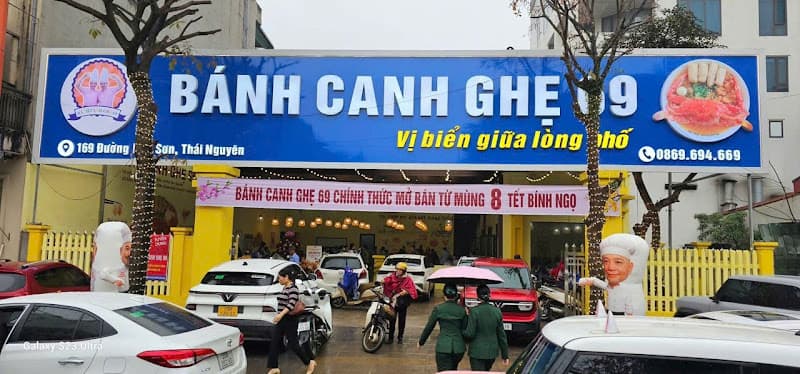 BÁNH CANH GHẸ 69
Vị biển giữa lòng phố
169 Đường Sơn, Thái Nguyên
0869.694.669
BÁNH CANH GHẸ 69 CHÍNH THỨC MỞ BÁN TỪ MÙNG 8 TẾT BÍNH NGỌ
Galaxy S23 Ultra